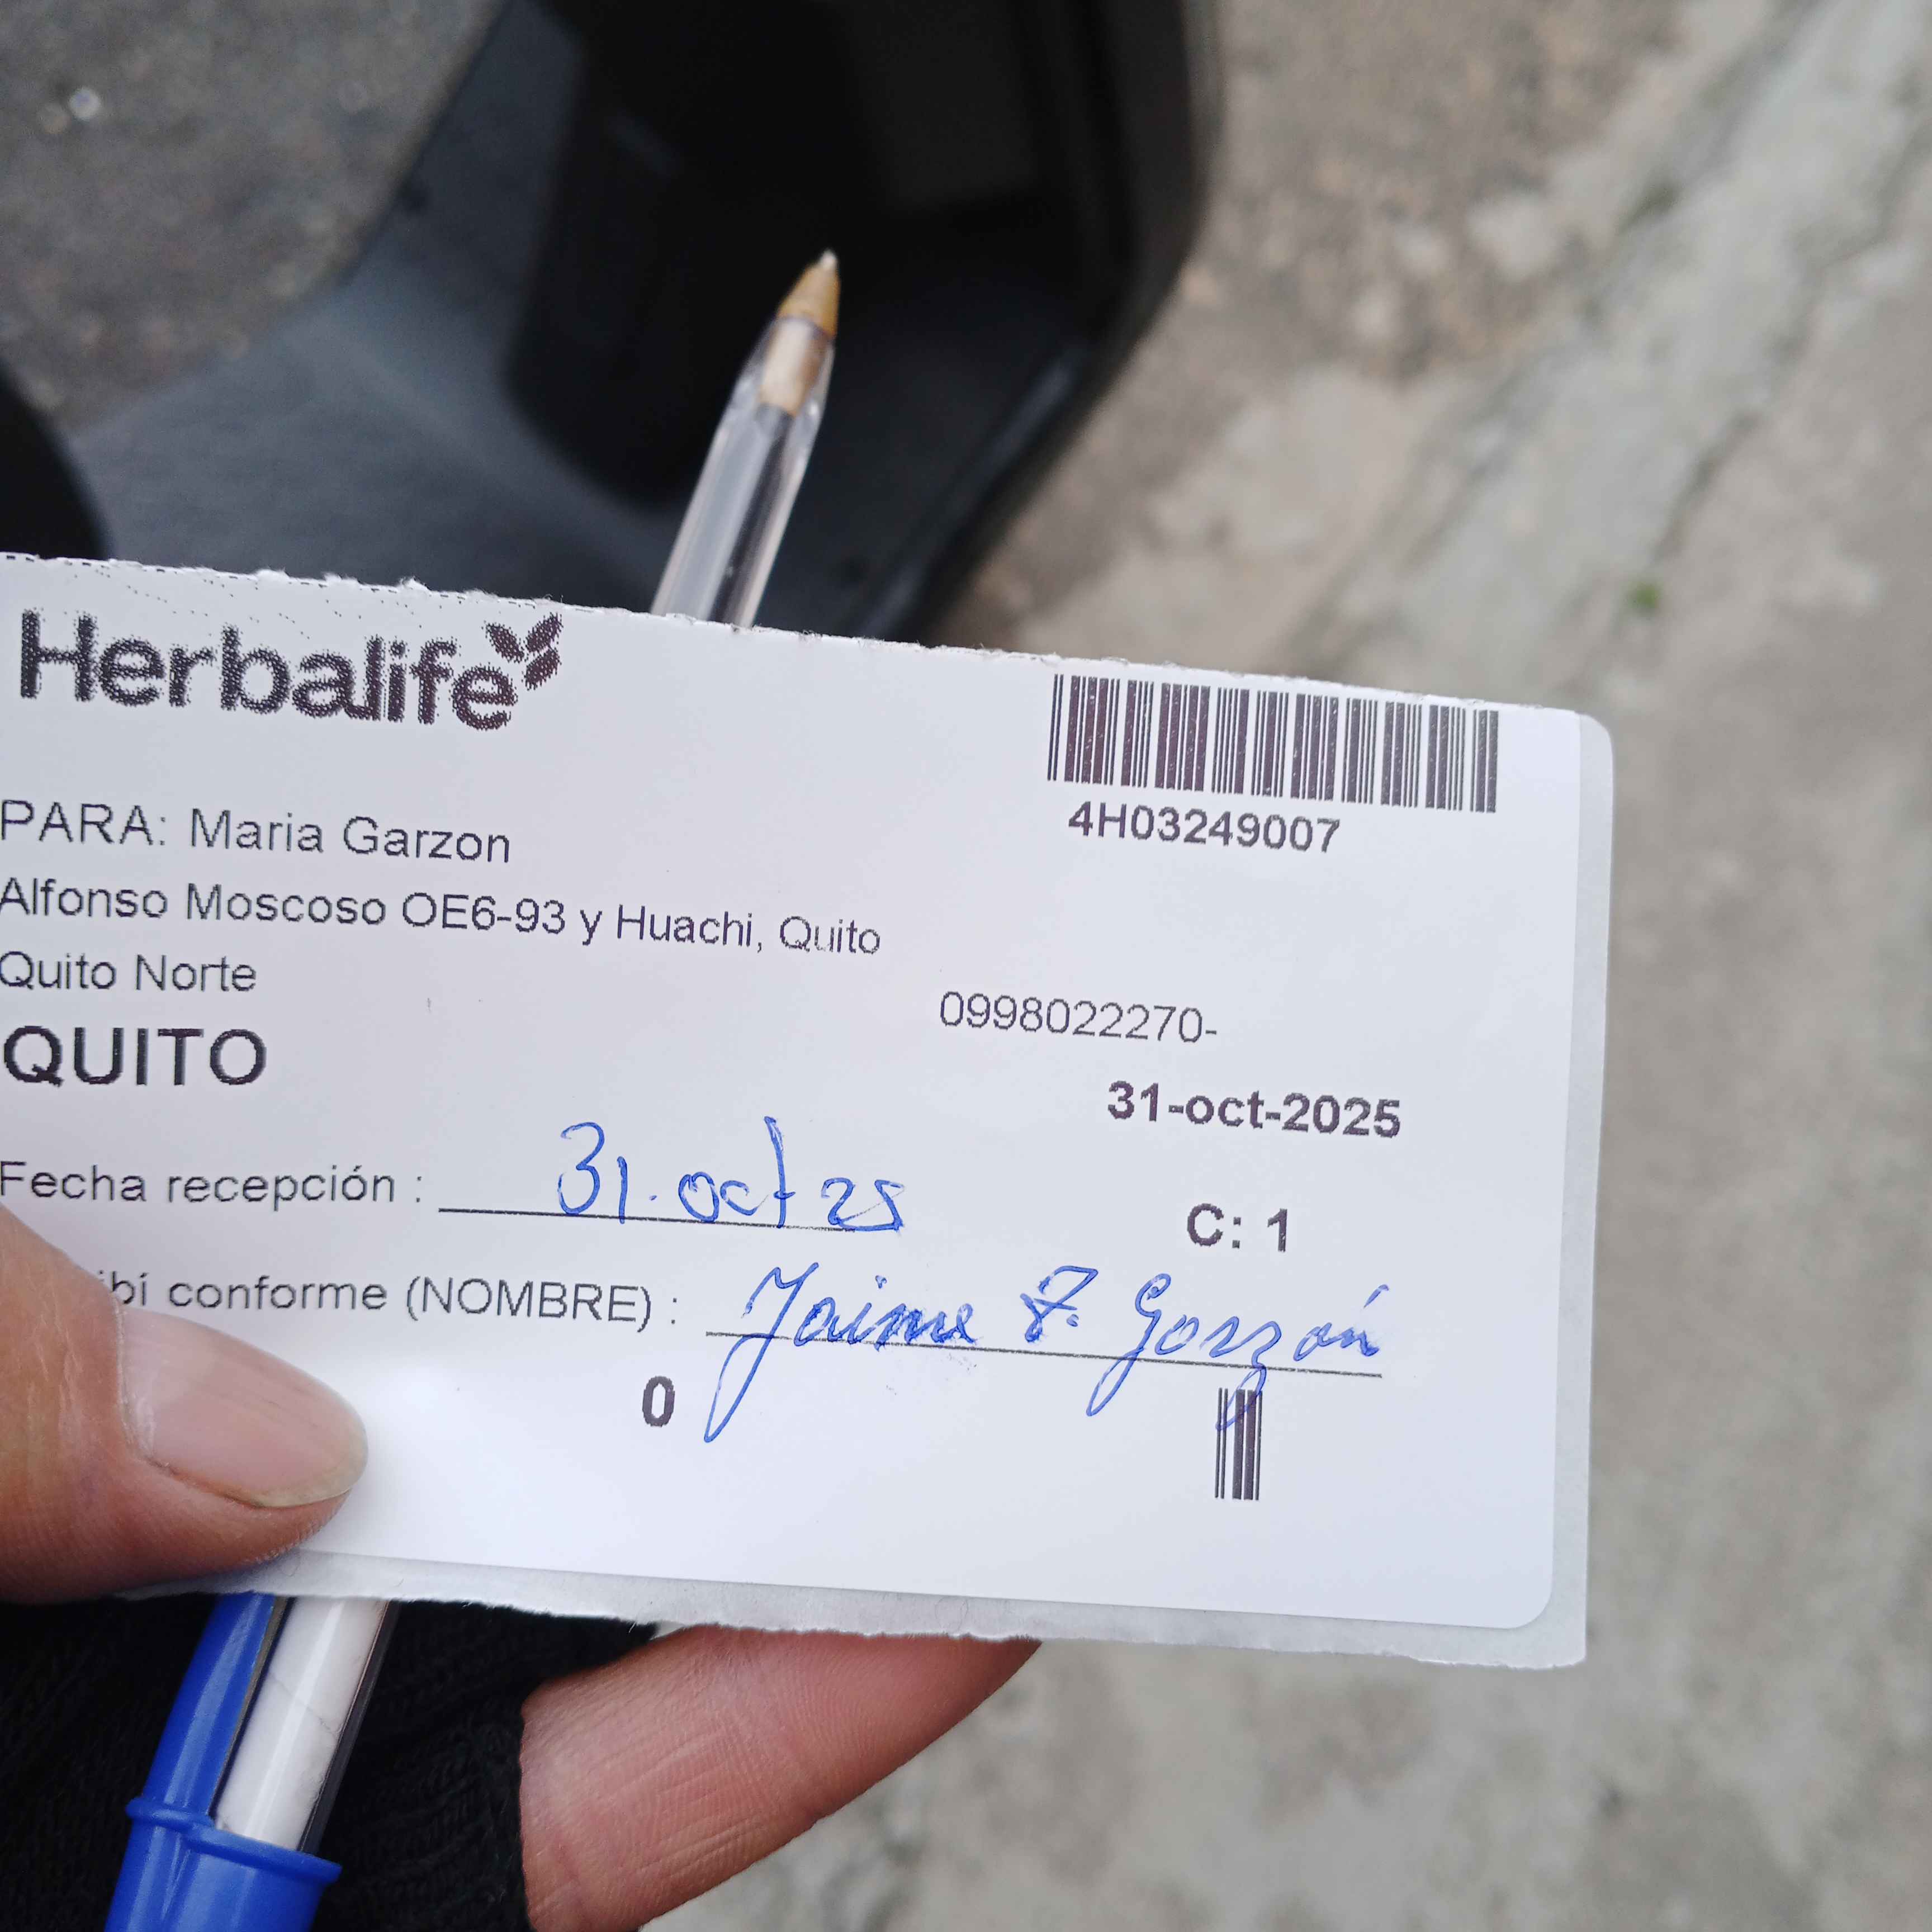 Herbalife
4H03249007
PARA: Maria Garzon
Alfonso Moscoso OE6-93 y Huachi, Quito
Quito Norte
0998022270-
QUITO
31-oct-2025
Fecha recepción : 31.oct 25
C: 1
ibí conforme (NOMBRE) : Jaime F. Garzón
0